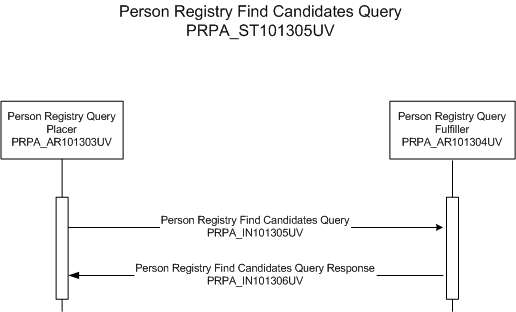 Person Registry Find Candidates Query
PRPA_ST101305UV
Person Registry Query
Placer
PRPA_AR101303UV
Person Registry Query
Fulfiller
PRPA_AR101304UV
Person Registry Find Candidates Query
PRPA_IN101305UV
Person Registry Find Candidates Query Response
PRPA_IN101306UV